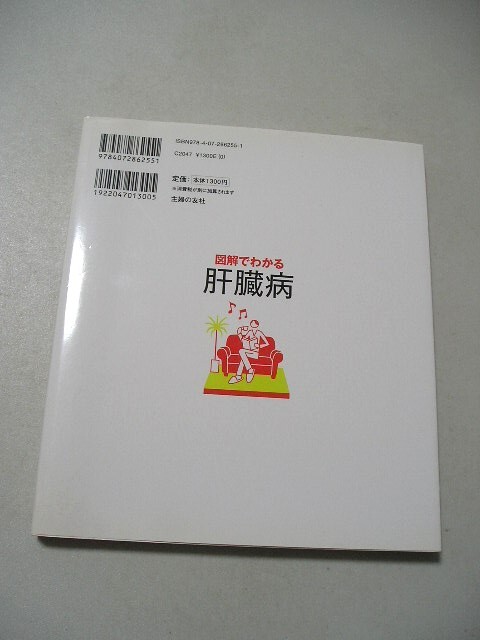 9784072862551
ISBN978-4-07-286255-1
C2047 ¥1300E (0)
1922047013005
定価：本体1300円
※消費税が別に加算されます
主婦の友社
図解でわかる
肝臓病